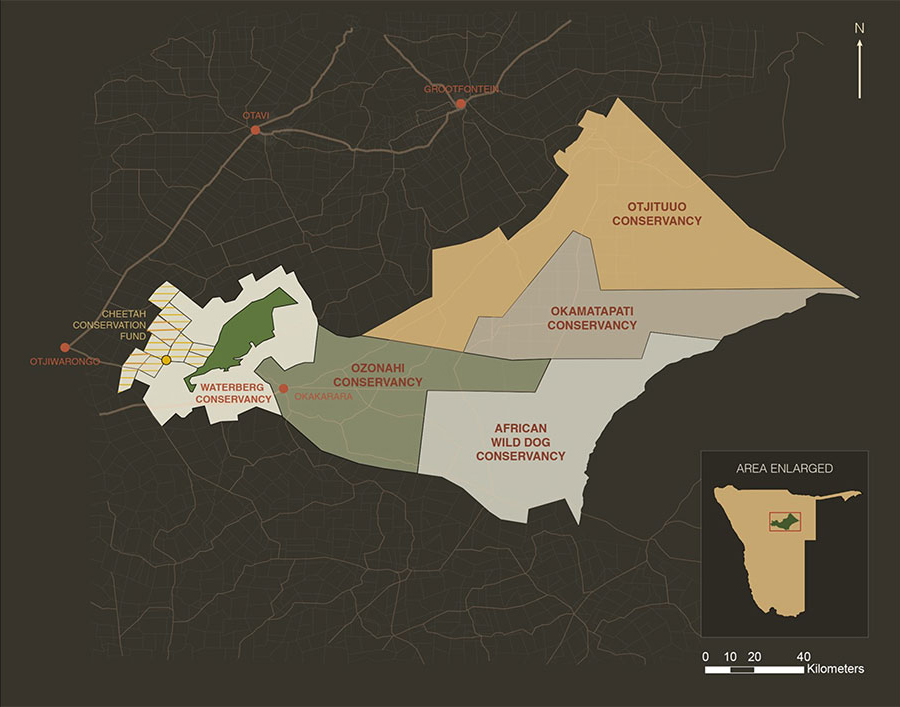 N
GROOTFONTEIN
OTAVI
OTJITUUO
CONSERVANCY
CHEETAH
CONSERVATION
FUND
OKAMATAPATI
CONSERVANCY
OTJIWARONGO
OZONAHI
CONSERVANCY
WATERBERG
CONSERVANCY
OKAKARARA
AFRICAN
WILD DOG
CONSERVANCY
AREA ENLARGED
0 10 20 40
Kilometers